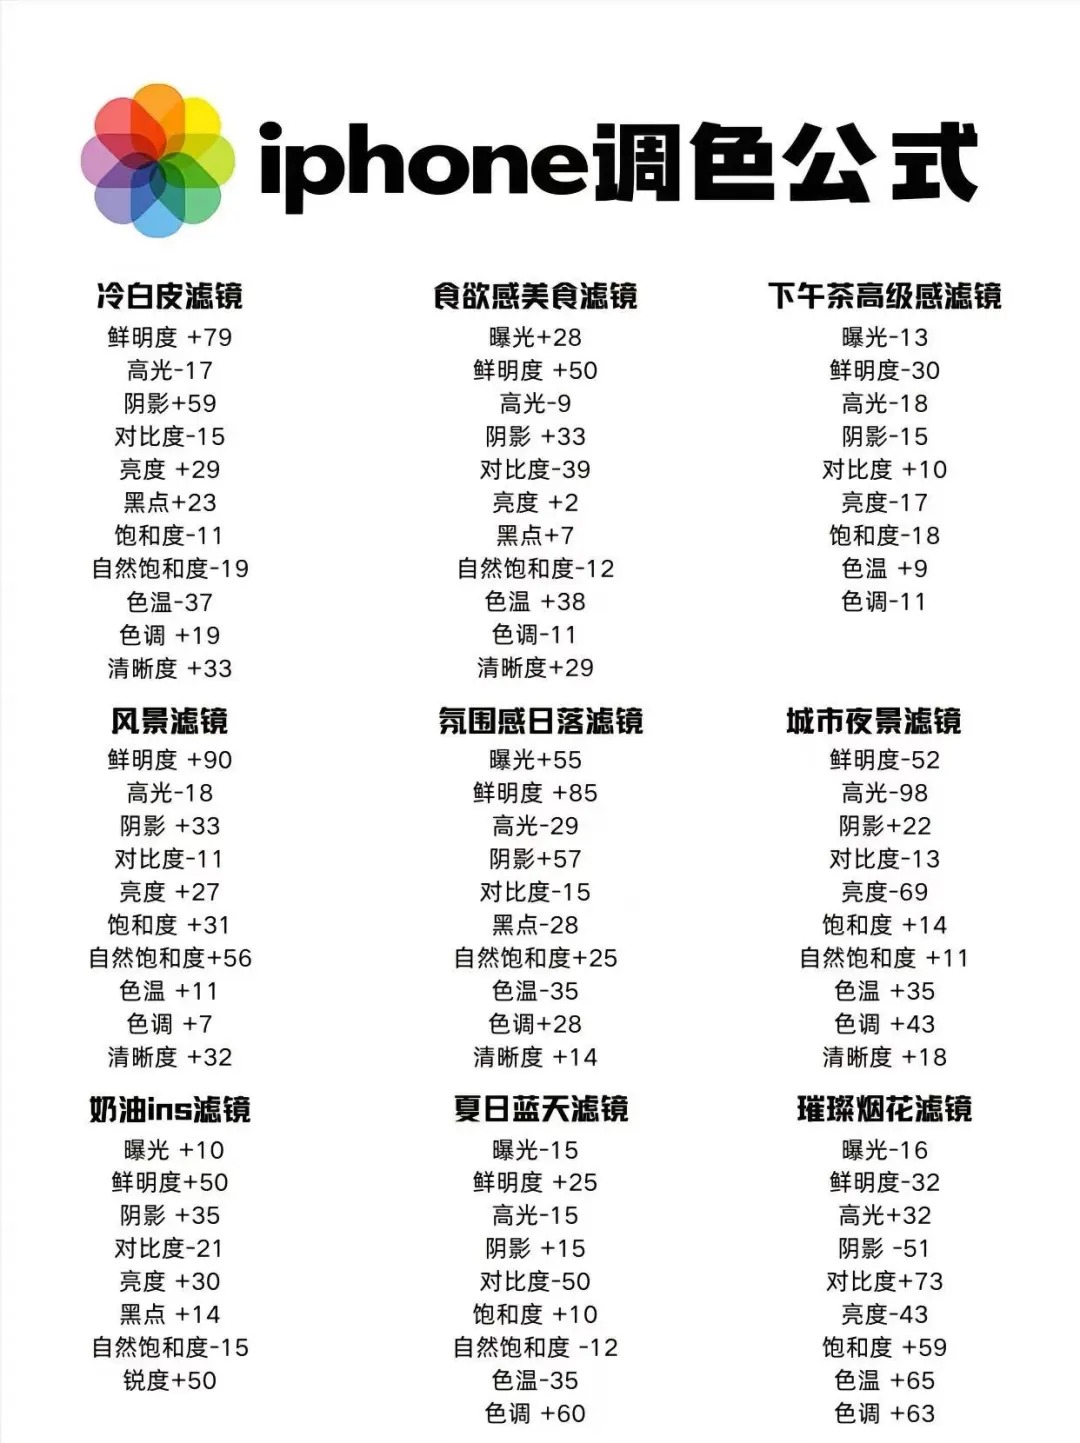 iphone调色公式
冷白皮滤镜
鲜明度 +79
高光-17
阴影+59
对比度-15
亮度 +29
黑点+23
饱和度-11
自然饱和度-19
色温-37
色调 +19
清晰度 +33
食欲感美食滤镜
曝光+28
鲜明度 +50
高光-9
阴影 +33
对比度-39
亮度 +2
黑点+7
自然饱和度-12
色温 +38
色调-11
清晰度+29
下午茶高级感滤镜
曝光-13
鲜明度-30
高光-18
阴影-15
对比度 +10
亮度-17
饱和度-18
色温 +9
色调-11
风景滤镜
鲜明度 +90
高光-18
阴影 +33
对比度-11
亮度 +27
饱和度 +31
自然饱和度+56
色温 +11
色调 +7
清晰度 +32
氛围感日落滤镜
曝光+55
鲜明度 +85
高光-29
阴影+57
对比度-15
黑点-28
自然饱和度+25
色温-35
色调+28
清晰度 +14
城市夜景滤镜
鲜明度-52
高光-98
阴影+22
对比度-13
亮度-69
饱和度 +14
自然饱和度 +11
色温 +35
色调 +43
清晰度 +18
奶油ins滤镜
曝光 +10
鲜明度+50
阴影 +35
对比度-21
亮度 +30
黑点 +14
自然饱和度-15
锐度+50
夏日蓝天滤镜
曝光-15
鲜明度 +25
高光-15
阴影 +15
对比度-50
饱和度 +10
自然饱和度 -12
色温-35
色调 +60
璀璨烟花滤镜
曝光-16
鲜明度-32
高光+32
阴影 -51
对比度+73
亮度-43
饱和度 +59
色温 +65
色调 +63